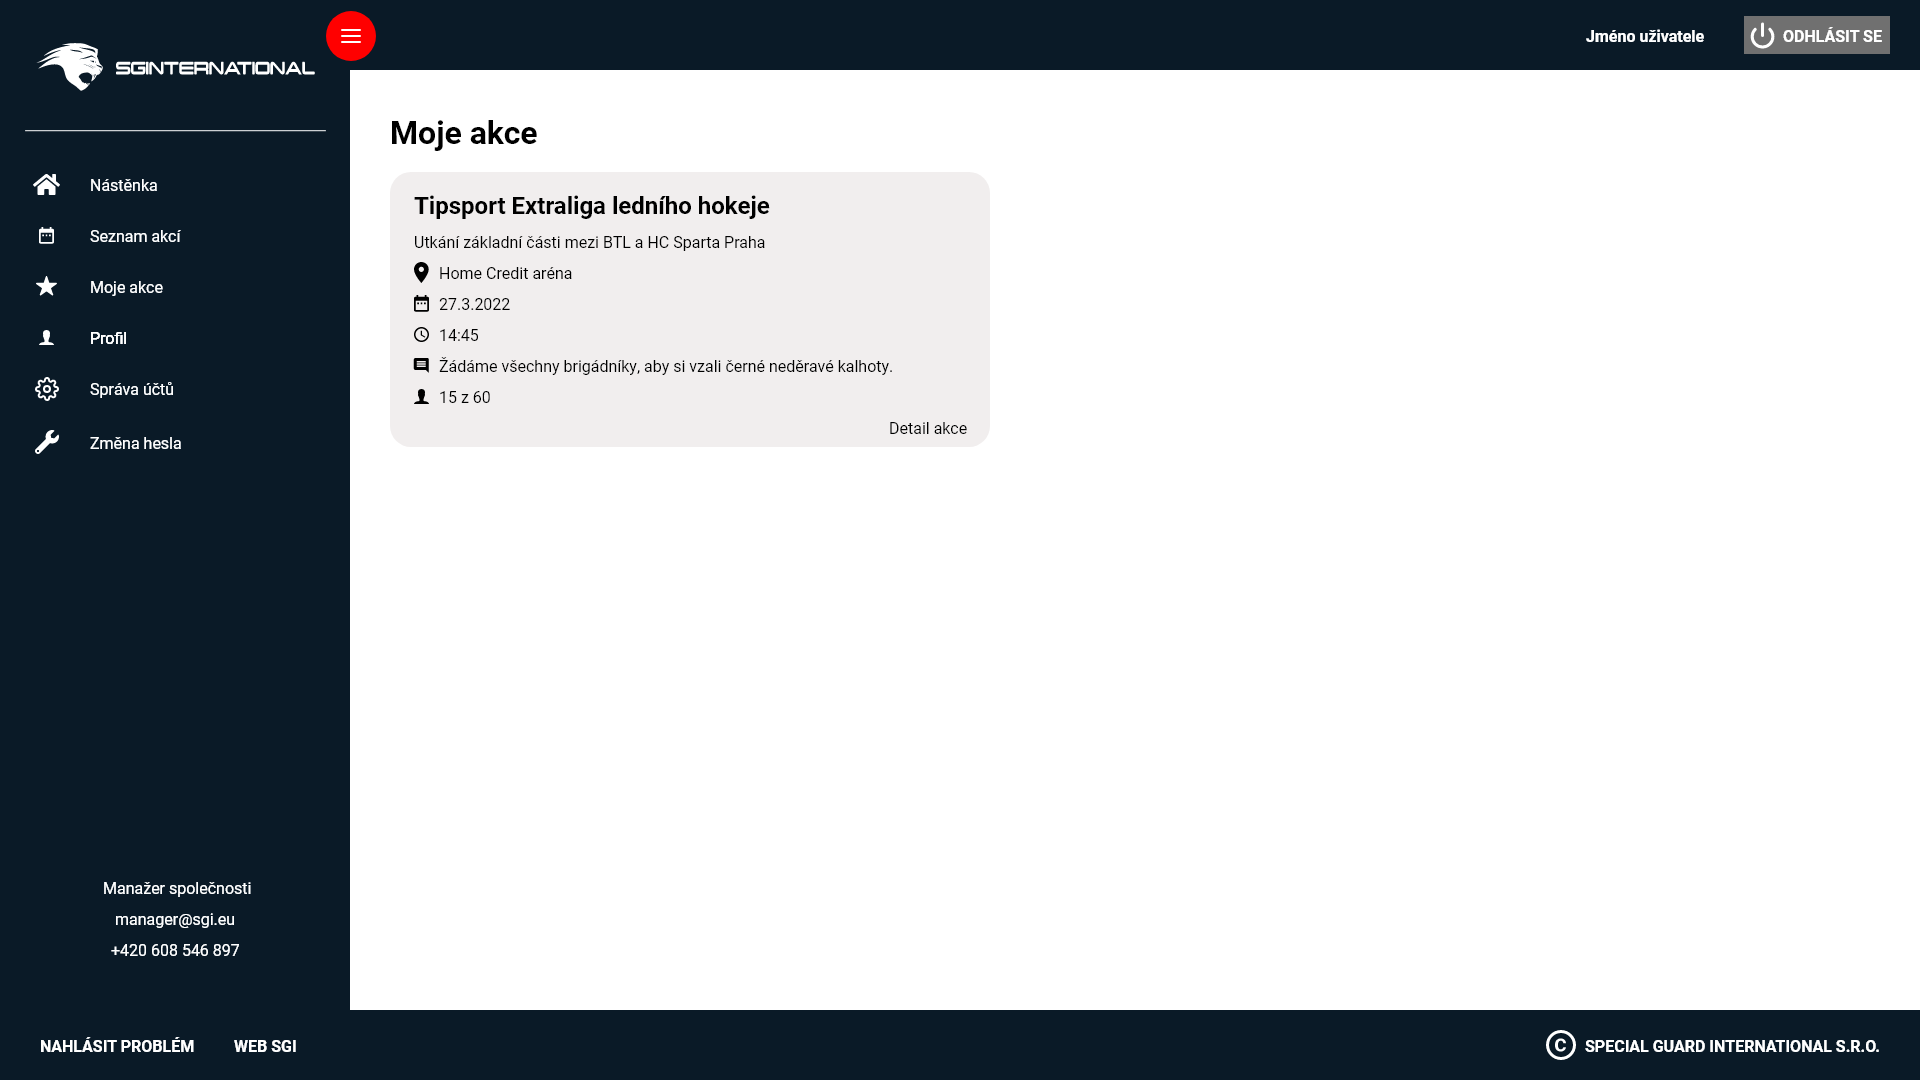 SGINTERNATIONAL
Jméno uživatele
ODHLÁSIT SE
Nástěnka
Seznam akcí
Moje akce
Profil
Správa účtů
Změna hesla
Manažer společnosti
manager@sgi.eu
+420 608 546 897
Moje akce
Tipsport Extraliga ledního hokeje
Utkání základní části mezi BTL a HC Sparta Praha
Home Credit aréna
27.3.2022
14:45
Žádáme všechny brigádníky, aby si vzali černé neděravé kalhoty.
15 z 60
Detail akce
NAHLÁSIT PROBLÉM
WEB SGI
© SPECIAL GUARD INTERNATIONAL S.R.O.